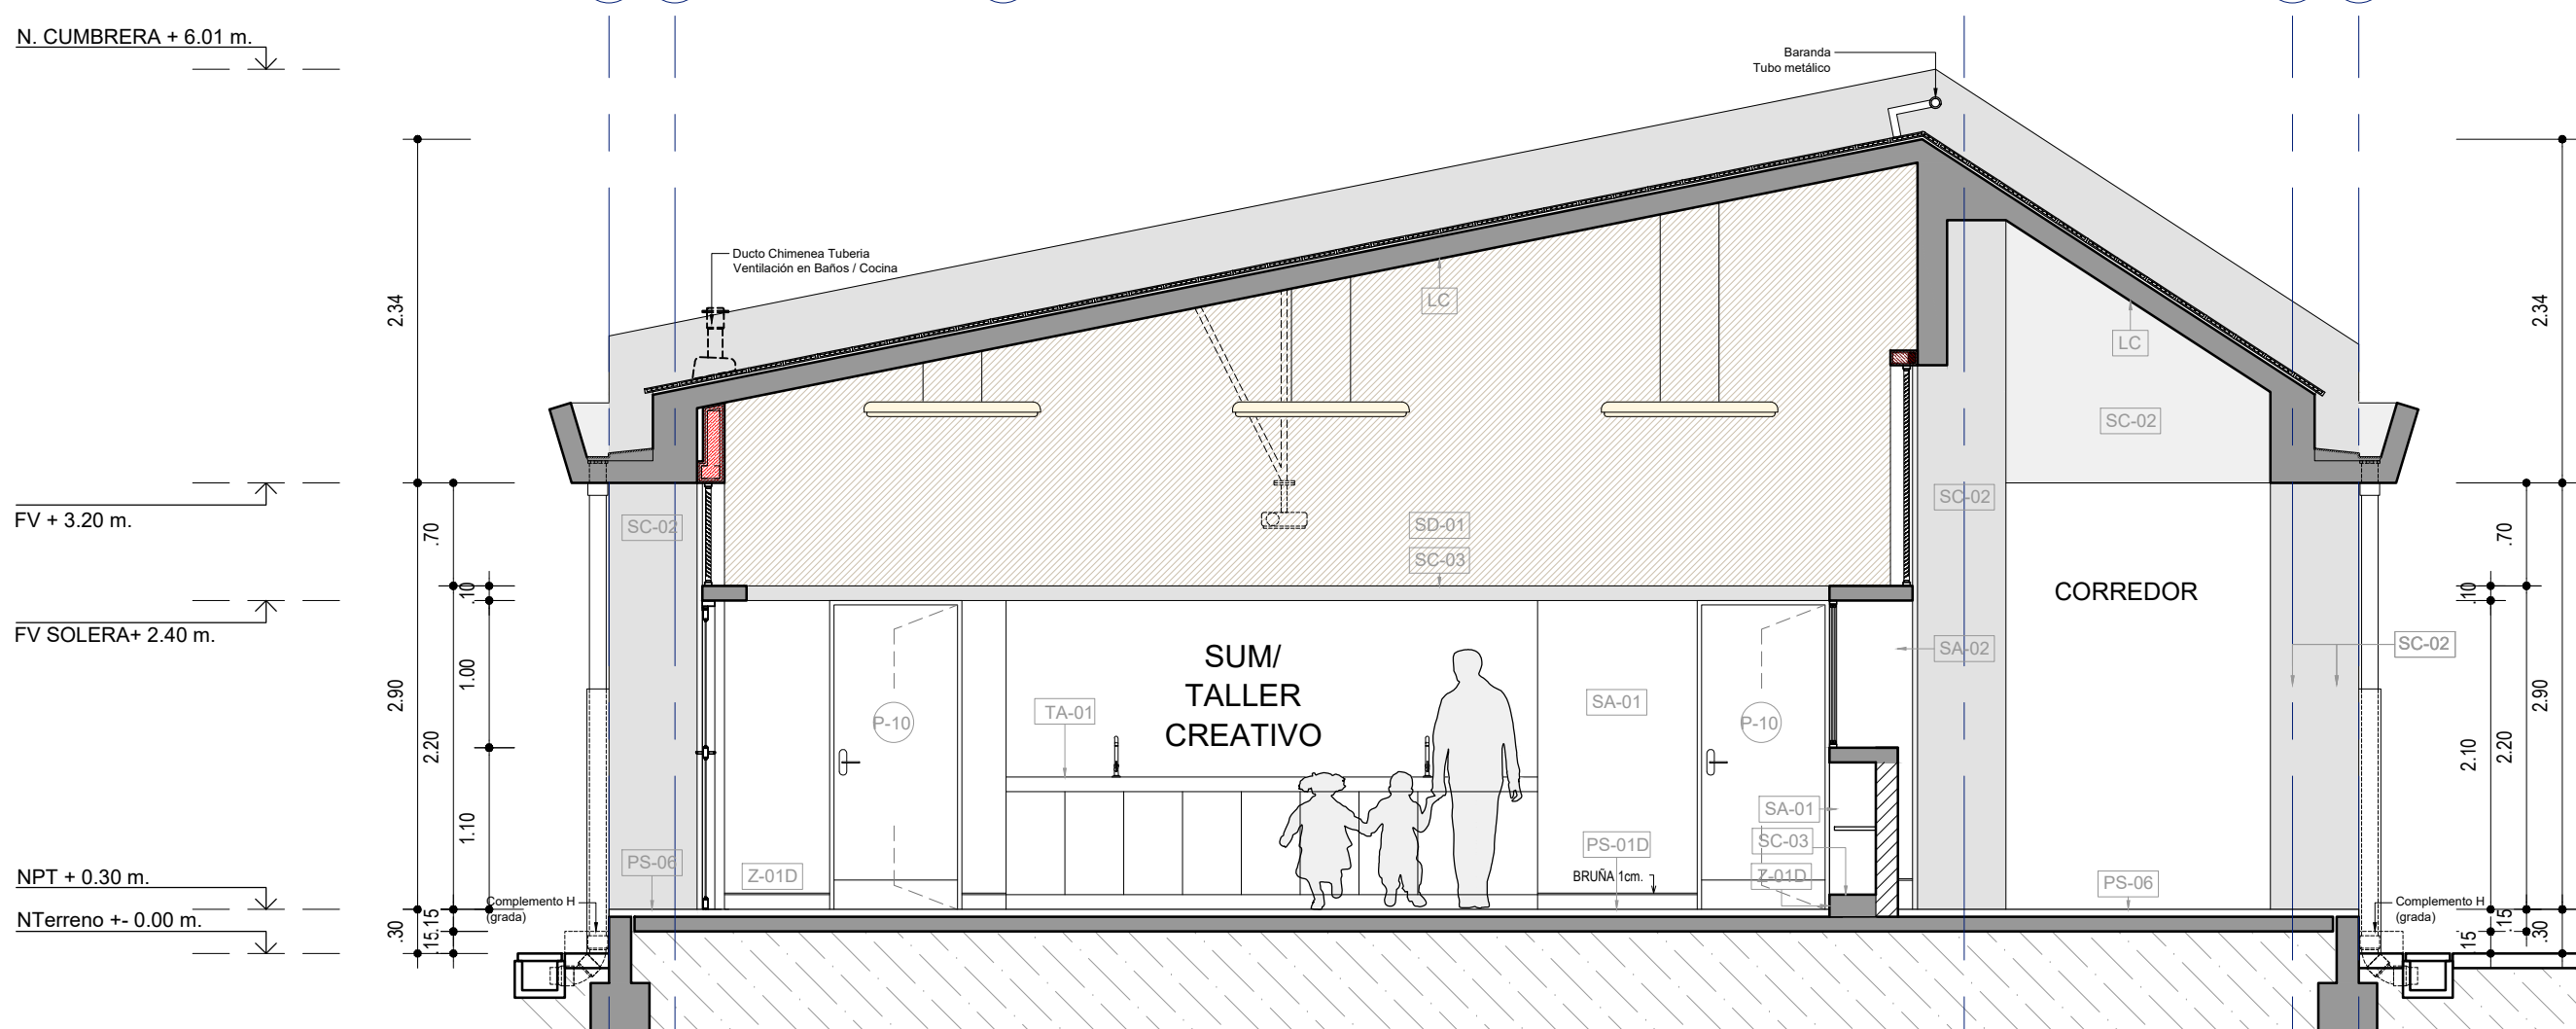 N. CUMBRERA + 6.01 m.
Baranda
Tubo metálico
Ducto Chimenea Tuberia
Ventilación en Baños / Cocina
2.34
2.34
LC
LC
SC-02
FV + 3.20 m.
SC-02
SC-02
SD-01
SC-03
.70
.70
CORREDOR
.10
.10
FV SOLERA+ 2.40 m.
SC-02
SA-02
SUM/
TALLER
CREATIVO
1.00
2.90
2.90
TA-01
SA-01
P-10
P-10
2.20
2.20
2.10
1.10
SA-01
SC-03
PS-01D
PS-06
Z-01D
Z-01D
BRUÑA 1cm.
PS-06
NPT + 0.30 m.
Complemento H
(grada)
Complemento H
(grada)
NTerreno +- 0.00 m.
.30
.15
.15
.15
.15
.30